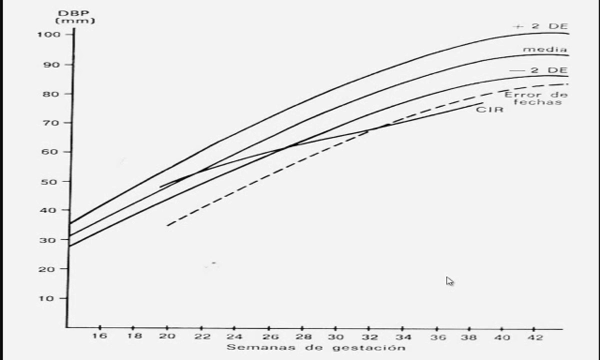 DBP
(mm)
100
90
80
70
60
50
40
30
20
10
+ 2 DE
media
— 2 DE
Error de
fechas
CIR
16 18 20 22 24 26 28 30 32 34 36 38 40 42
Semanas de gestación